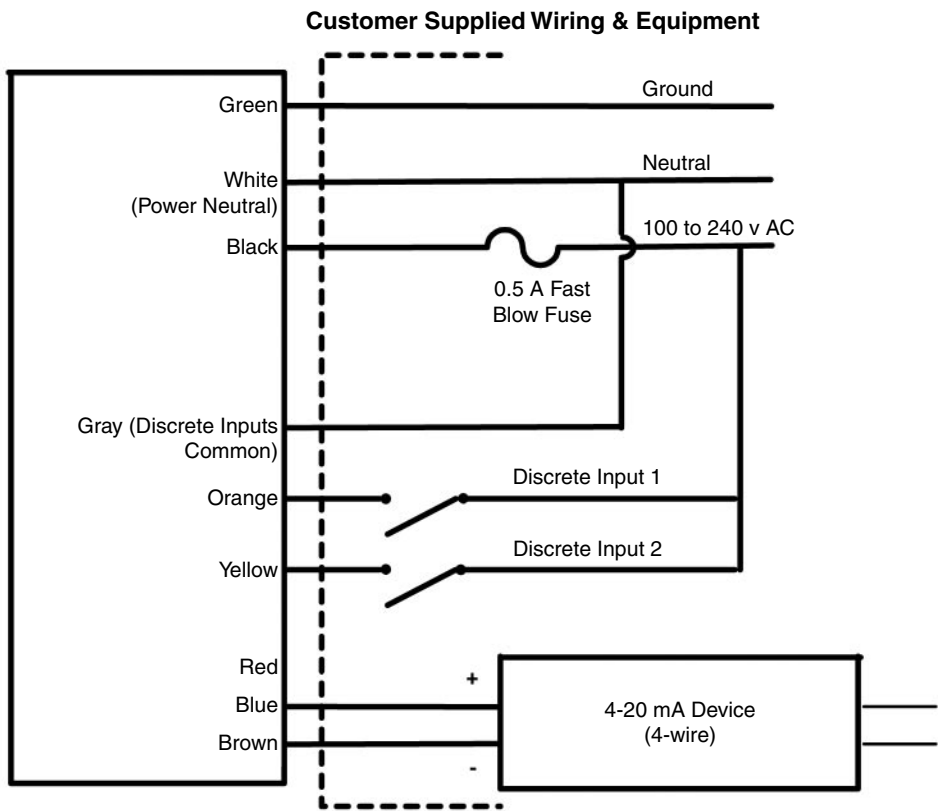 Customer Supplied Wiring & Equipment
Green
Ground
White
(Power Neutral)
Neutral
Black
100 to 240 v AC
0.5 A Fast
Blow Fuse
Gray (Discrete Inputs
Common)
Orange
Discrete Input 1
Yellow
Discrete Input 2
Red
Blue
Brown
+
-
4-20 mA Device
(4-wire)